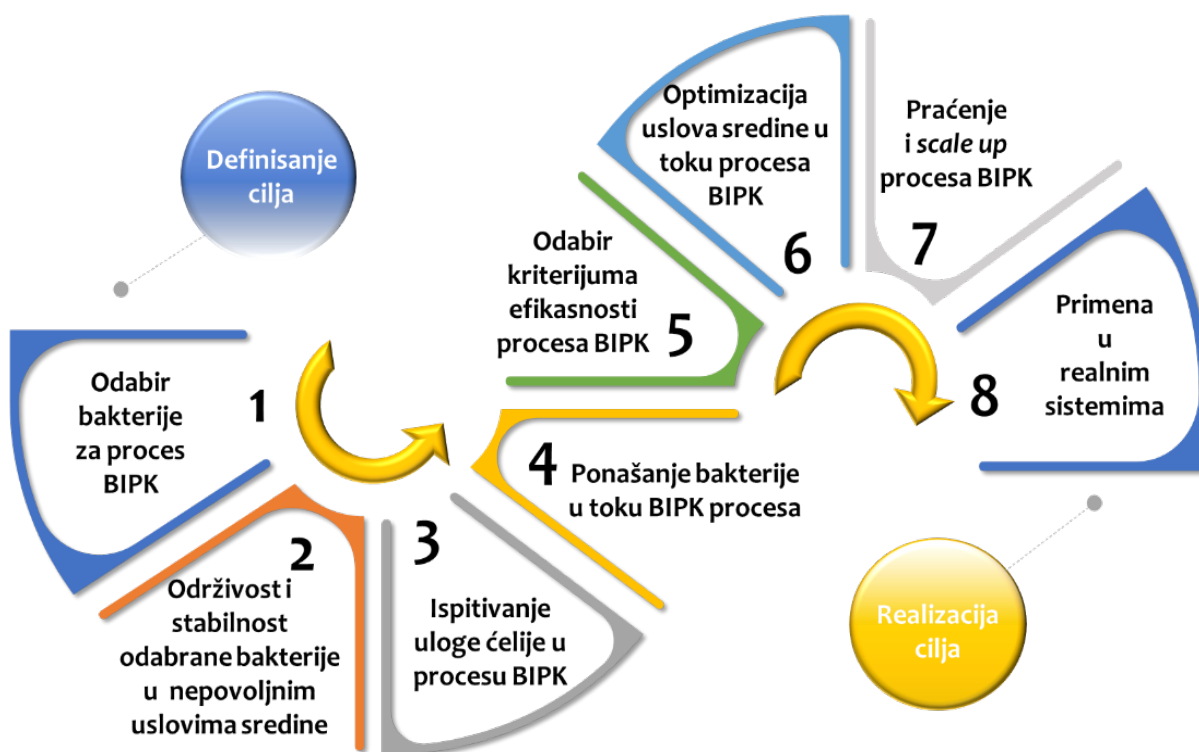 Definisanje
cilja
1
Odabir
bakterije
za proces
BIPK
2
Održivost i
stabilnost
odabrane bakterije
u nepovoljnim
uslovima sredine
3
Ispitivanje
uloge ćelije u
procesu BIPK
4
Ponašanje bakterije
u toku BIPK procesa
5
Odabir
kriterijuma
efikasnosti
procesa BIPK
6
Optimizacija
uslova sredine u
toku procesa
BIPK
7
Praćenje
i scale up
procesa BIPK
8
Primena
u
realnim
sistemima
Realizacija
cilja